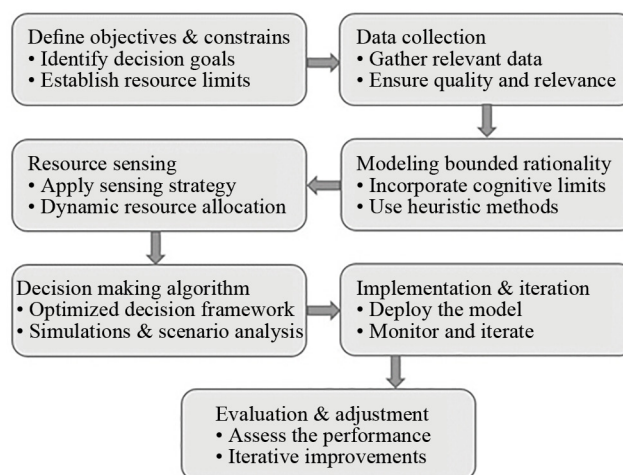 Define objectives & constrains
• Identify decision goals
• Establish resource limits
Data collection
• Gather relevant data
• Ensure quality and relevance
Modeling bounded rationality
• Incorporate cognitive limits
• Use heuristic methods
Resource sensing
• Apply sensing strategy
• Dynamic resource allocation
Decision making algorithm
• Optimized decision framework
• Simulations & scenario analysis
Implementation & iteration
• Deploy the model
• Monitor and iterate
Evaluation & adjustment
• Assess the performance
• Iterative improvements